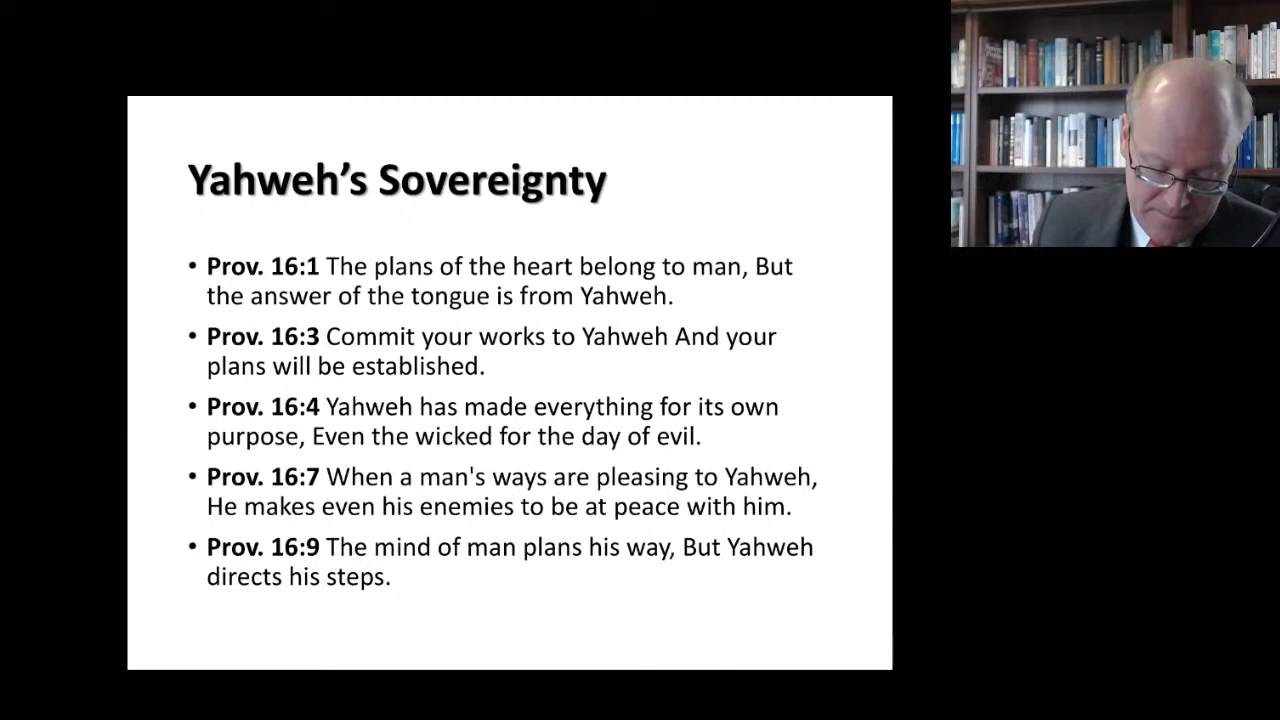 Yahweh’s Sovereignty
• Prov. 16:1 The plans of the heart belong to man, But
the answer of the tongue is from Yahweh.
• Prov. 16:3 Commit your works to Yahweh And your
plans will be established.
• Prov. 16:4 Yahweh has made everything for its own
purpose, Even the wicked for the day of evil.
• Prov. 16:7 When a man's ways are pleasing to Yahweh,
He makes even his enemies to be at peace with him.
• Prov. 16:9 The mind of man plans his way, But Yahweh
directs his steps.